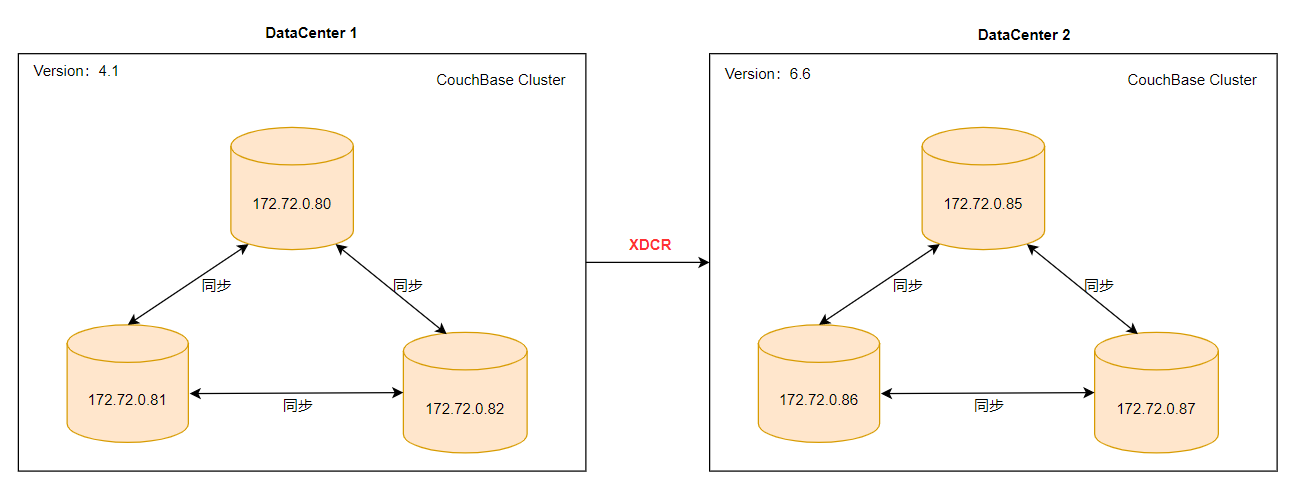 DataCenter 1
Version：4.1
CouchBase Cluster
172.72.0.80
同步
同步
172.72.0.81
同步
172.72.0.82
XDCR
DataCenter 2
Version：6.6
CouchBase Cluster
172.72.0.85
同步
同步
172.72.0.86
同步
172.72.0.87